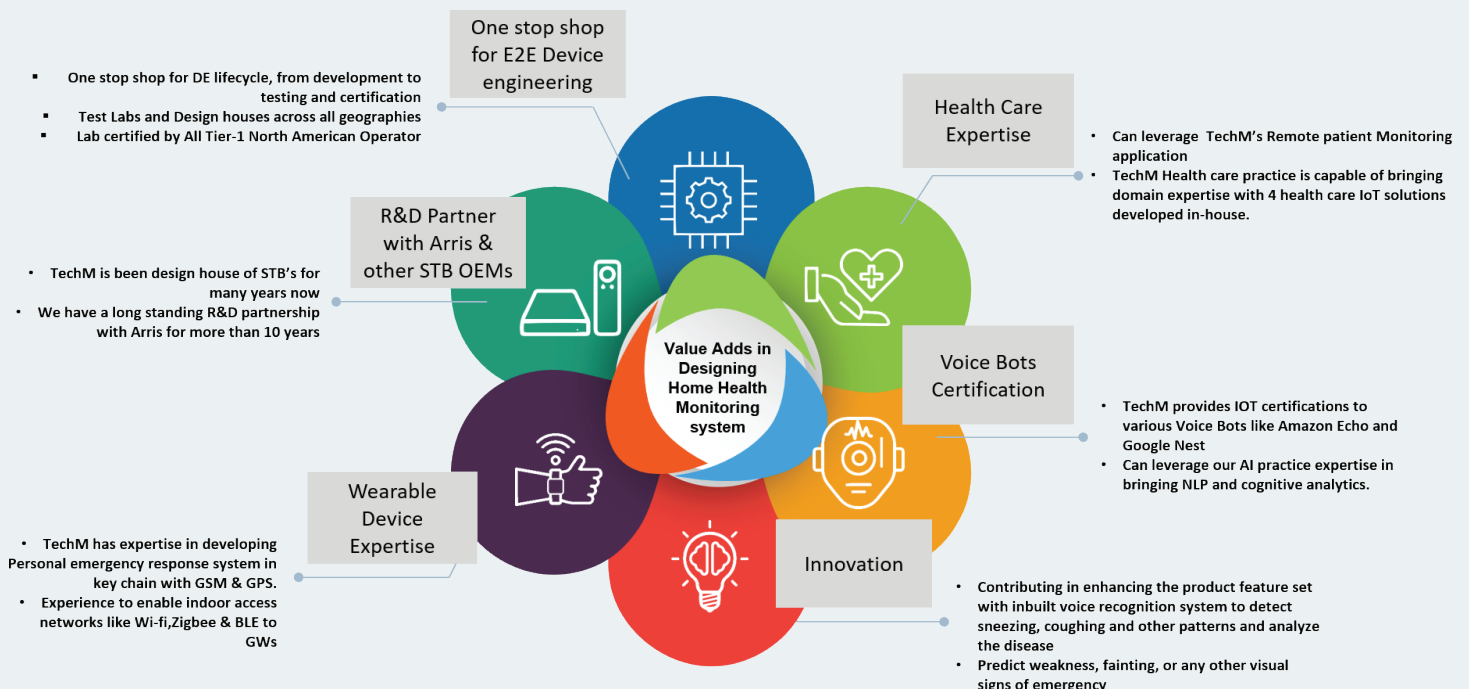 One stop shop
for E2E Device
engineering
▪ One stop shop for DE lifecycle, from development to
testing and certification
▪ Test Labs and Design houses across all geographies
▪ Lab certified by All Tier-1 North American Operator
Health Care
Expertise
• Can leverage TechM's Remote patient Monitoring
application
• TechM Health care practice is capable of bringing
domain expertise with 4 health care IoT solutions
developed in-house.
R&D Partner
with Arris &
other STB OEMs
• TechM is been design house of STB's for
many years now
• We have a long standing R&D partnership
with Arris for more than 10 years
Value Adds in
Designing
Home Health
Monitoring
system
Voice Bots
Certification
• TechM provides IOT certifications to
various Voice Bots like Amazon Echo and
Google Nest
• Can leverage our AI practice expertise in
bringing NLP and cognitive analytics.
Wearable
Device
Expertise
• TechM has expertise in developing
Personal emergency response system in
key chain with GSM & GPS.
• Experience to enable indoor access
networks like Wi-fi,Zigbee & BLE to
GWs
Innovation
• Contributing in enhancing the product feature set
with inbuilt voice recognition system to detect
sneezing, coughing and other patterns and analyze
the disease
• Predict weakness, fainting, or any other visual
signs of emergency